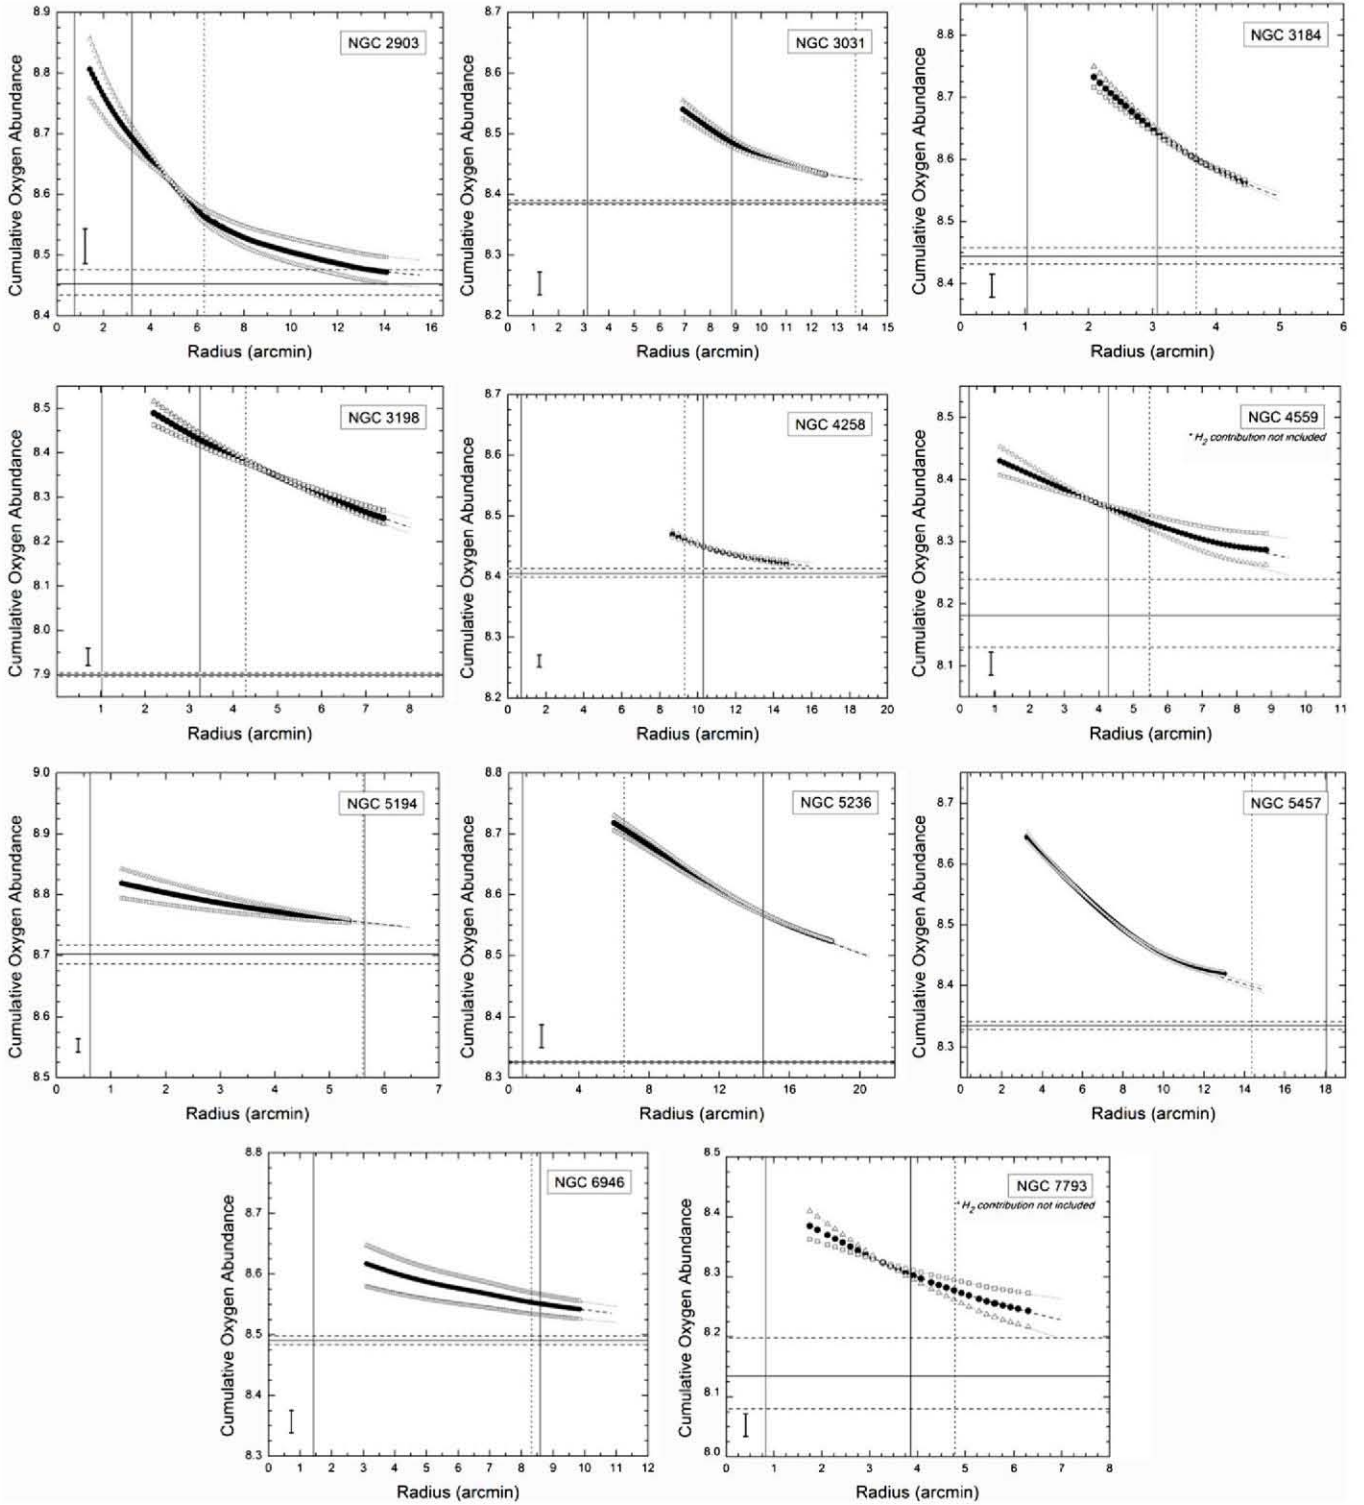 NGC 2903
Cumulative Oxygen Abundance
8.9
8.8
8.7
8.6
8.5
8.4
0 2 4 6 8 10 12 14 16
Radius (arcmin)
NGC 3031
Cumulative Oxygen Abundance
8.7
8.6
8.5
8.4
8.3
8.2
0 1 2 3 4 5 6 7 8 9 10 11 12 13 14 15
Radius (arcmin)
NGC 3184
Cumulative Oxygen Abundance
8.8
8.7
8.6
8.5
8.4
0 1 2 3 4 5 6
Radius (arcmin)
NGC 3198
Cumulative Oxygen Abundance
8.5
8.4
8.3
8.2
8.1
8.0
7.9
1 2 3 4 5 6 7 8
Radius (arcmin)
NGC 4258
Cumulative Oxygen Abundance
8.7
8.6
8.5
8.4
8.3
8.2
0 2 4 6 8 10 12 14 16 18 20
Radius (arcmin)
NGC 4559
* H2 contribution not included
Cumulative Oxygen Abundance
8.5
8.4
8.3
8.2
8.1
0 1 2 3 4 5 6 7 8 9 10 11
Radius (arcmin)
NGC 5194
Cumulative Oxygen Abundance
9.0
8.9
8.8
8.7
8.6
8.5
0 1 2 3 4 5 6 7
Radius (arcmin)
NGC 5236
Cumulative Oxygen Abundance
8.8
8.7
8.6
8.5
8.4
8.3
0 4 8 12 16 20
Radius (arcmin)
NGC 5457
Cumulative Oxygen Abundance
8.7
8.6
8.5
8.4
8.3
0 2 4 6 8 10 12 14 16 18
Radius (arcmin)
NGC 6946
Cumulative Oxygen Abundance
8.8
8.7
8.6
8.5
8.4
8.3
0 1 2 3 4 5 6 7 8 9 10 11 12
Radius (arcmin)
NGC 7793
* H2 contribution not included
Cumulative Oxygen Abundance
8.5
8.4
8.3
8.2
8.1
8.0
0 1 2 3 4 5 6 7 8
Radius (arcmin)